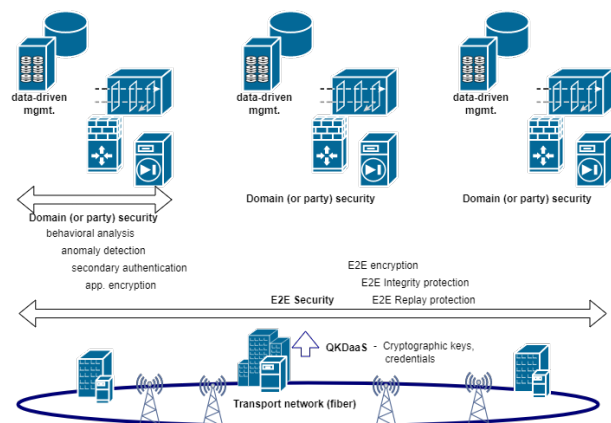 data-driven
mgmt.
data-driven
mgmt.
data-driven
mgmt.
Domain (or party) security
Domain (or party) security
Domain (or party) security
behavioral analysis
anomaly detection
secondary authentication
app. encryption
E2E encryption
E2E Integrity protection
E2E Security
E2E Replay protection
QKDaaS - Cryptographic keys,
credentials
Transport network (fiber)